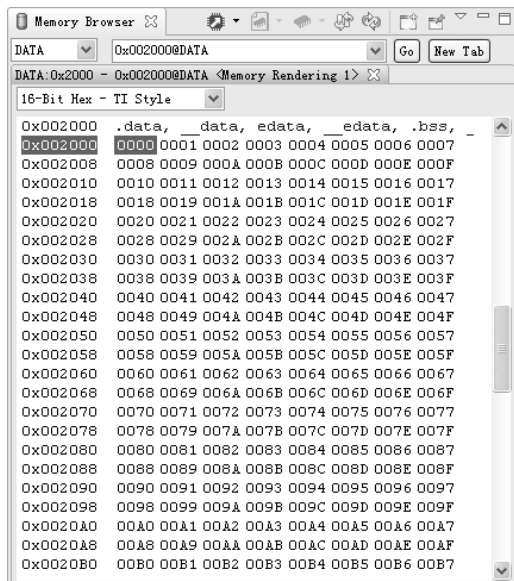 Memory Browser
DATA 0x002000@DATA Go New Tab
DATA:0x2000 - 0x002000@DATA <Memory Rendering 1>
16-Bit Hex - TI Style
0x002000 .data, __data, edata, __edata, .bss, _
0x002000 0000 0001 0002 0003 0004 0005 0006 0007
0x002008 0008 0009 000A 000B 000C 000D 000E 000F
0x002010 0010 0011 0012 0013 0014 0015 0016 0017
0x002018 0018 0019 001A 001B 001C 001D 001E 001F
0x002020 0020 0021 0022 0023 0024 0025 0026 0027
0x002028 0028 0029 002A 002B 002C 002D 002E 002F
0x002030 0030 0031 0032 0033 0034 0035 0036 0037
0x002038 0038 0039 003A 003B 003C 003D 003E 003F
0x002040 0040 0041 0042 0043 0044 0045 0046 0047
0x002048 0048 0049 004A 004B 004C 004D 004E 004F
0x002050 0050 0051 0052 0053 0054 0055 0056 0057
0x002058 0058 0059 005A 005B 005C 005D 005E 005F
0x002060 0060 0061 0062 0063 0064 0065 0066 0067
0x002068 0068 0069 006A 006B 006C 006D 006E 006F
0x002070 0070 0071 0072 0073 0074 0075 0076 0077
0x002078 0078 0079 007A 007B 007C 007D 007E 007F
0x002080 0080 0081 0082 0083 0084 0085 0086 0087
0x002088 0088 0089 008A 008B 008C 008D 008E 008F
0x002090 0090 0091 0092 0093 0094 0095 0096 0097
0x002098 0098 0099 009A 009B 009C 009D 009E 009F
0x0020A0 00A0 00A1 00A2 00A3 00A4 00A5 00A6 00A7
0x0020A8 00A8 00A9 00AA 00AB 00AC 00AD 00AE 00AF
0x0020B0 00B0 00B1 00B2 00B3 00B4 00B5 00B6 00B7